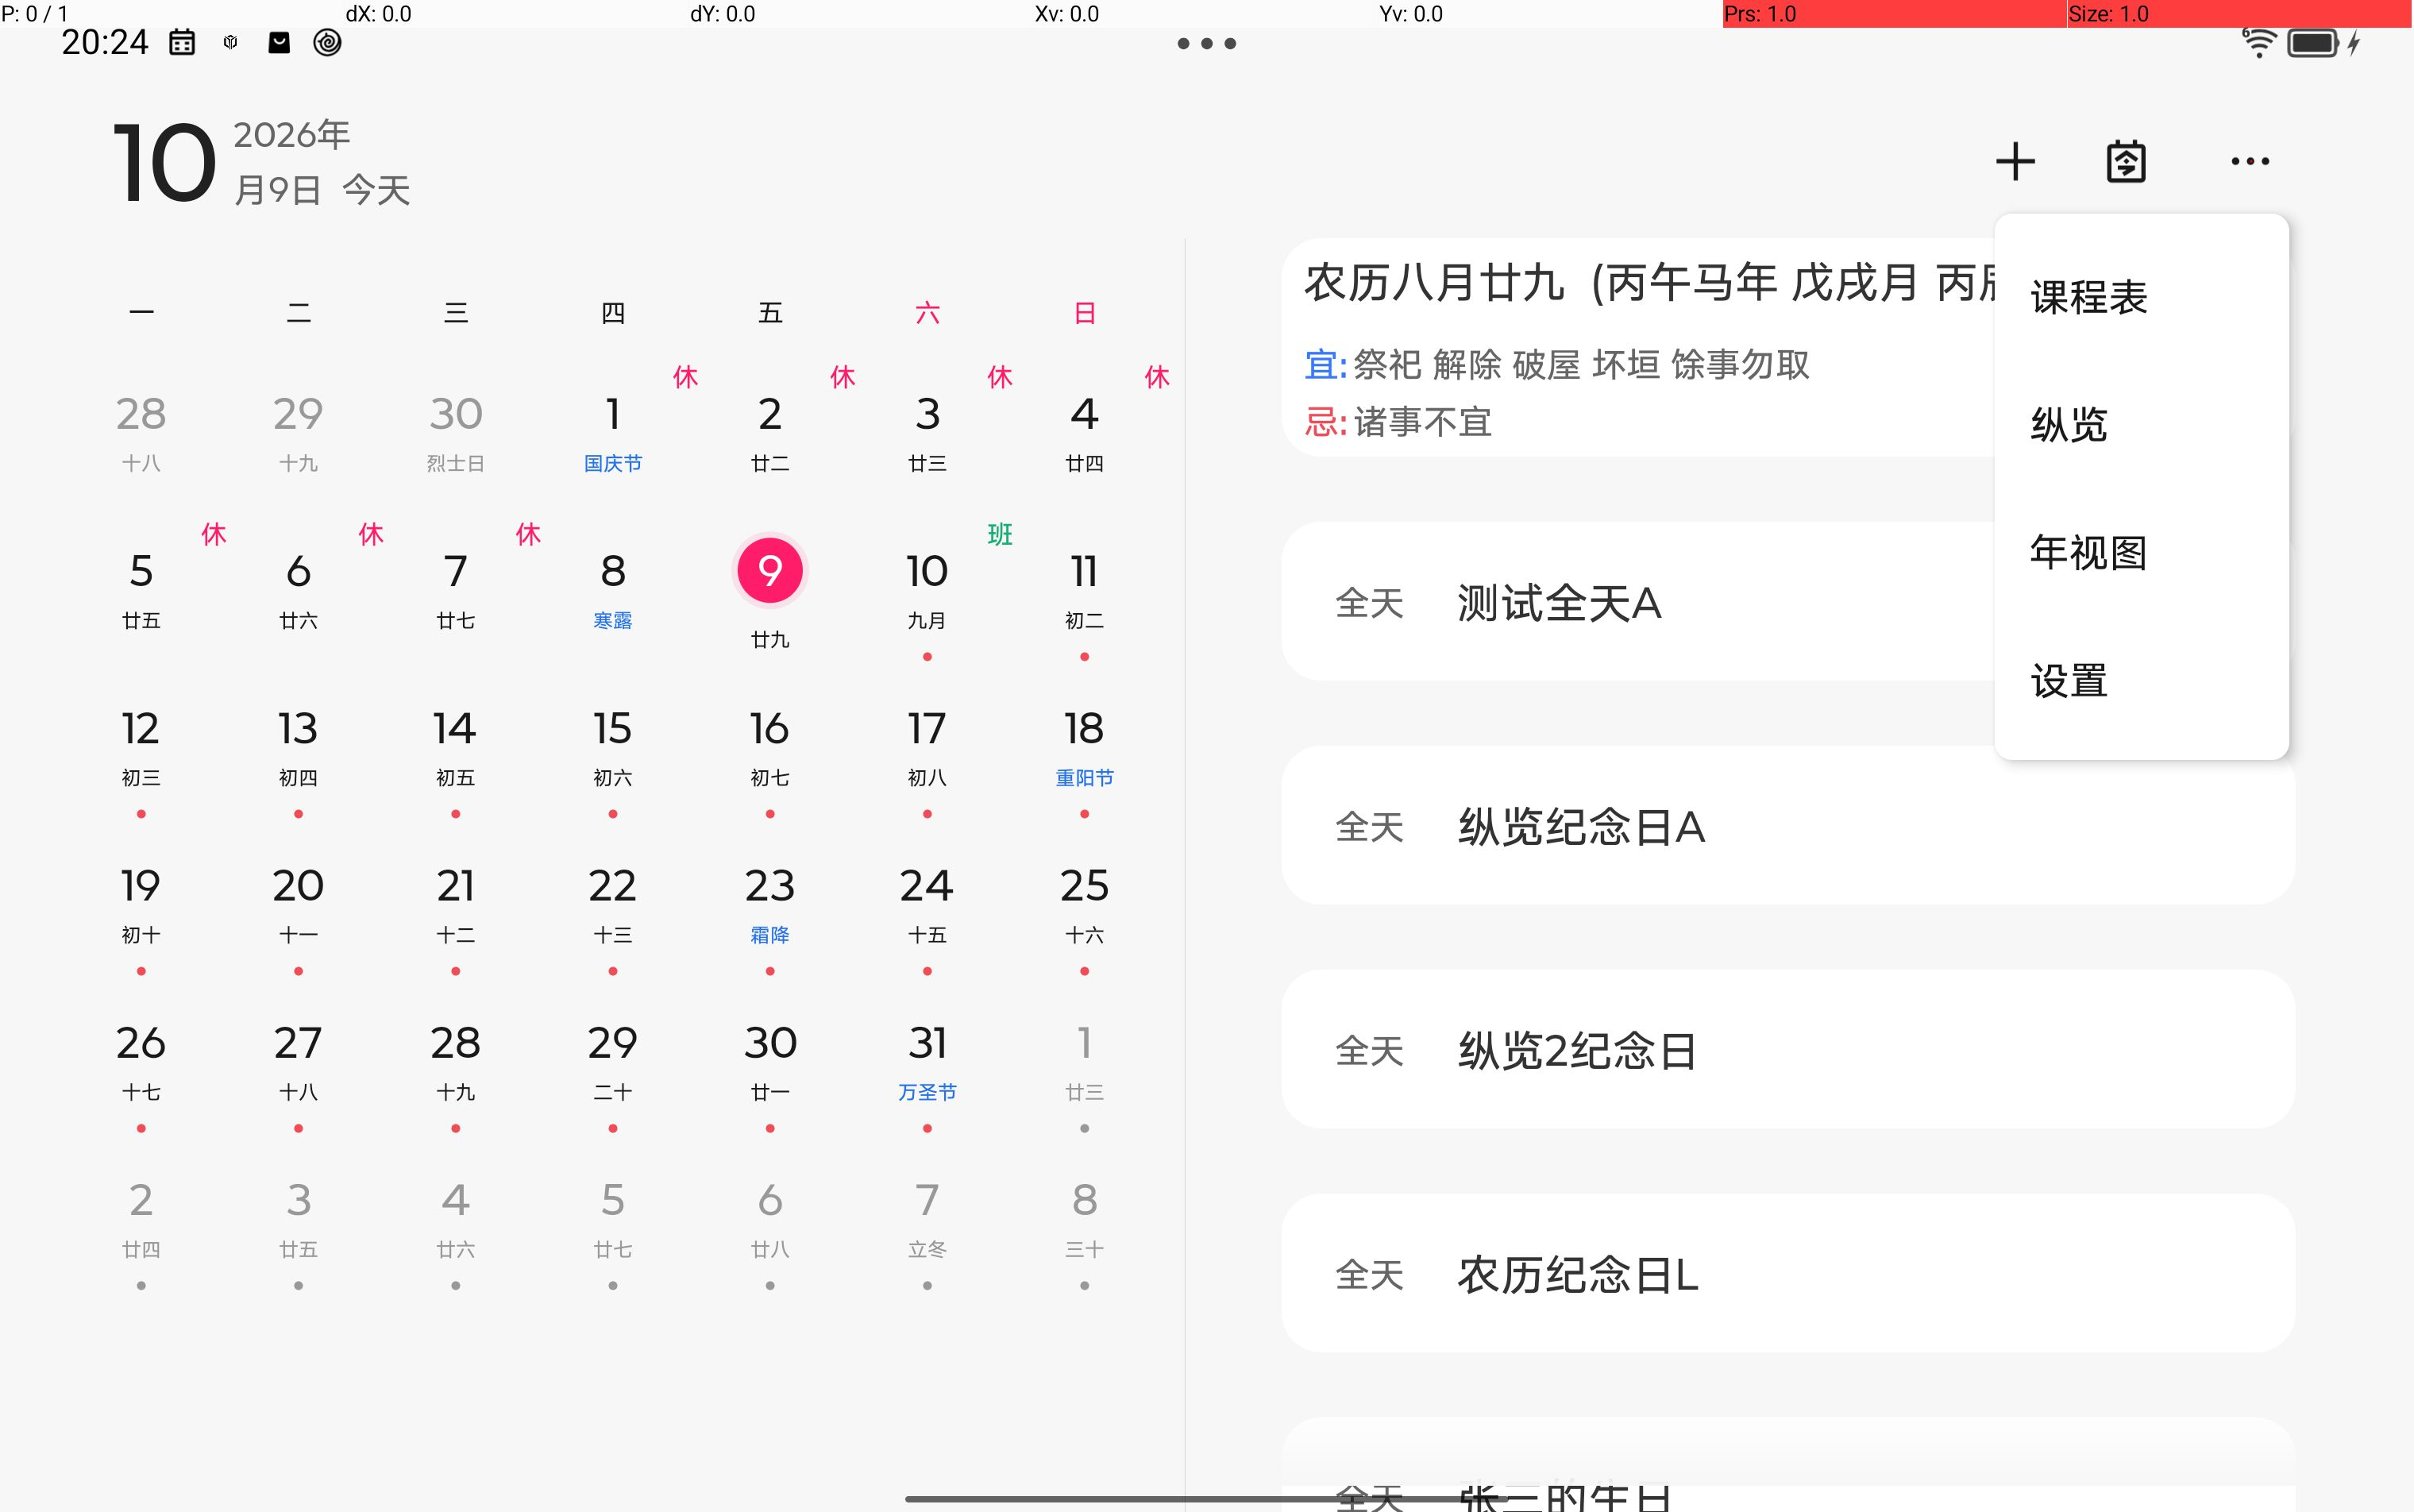 P: 0 / 1 dX: 0.0 dY: 0.0 Xv: 0.0 Yv: 0.0 Prs: 1.0 Size: 1.0
20:24
6
10
2026年
月9日 今天
今
一 二 三 四 五 六 日
休 休 休 休
28 29 30 1 2 3 4
十八 十九 烈士日 国庆节 廿二 廿三 廿四
休 休 休 班
5 6 7 8 9 10 11
廿五 廿六 廿七 寒露 廿九 九月 初二
12 13 14 15 16 17 18
初三 初四 初五 初六 初七 初八 重阳节
19 20 21 22 23 24 25
初十 十一 十二 十三 霜降 十五 十六
26 27 28 29 30 31 1
十七 十八 十九 二十 廿一 万圣节 廿三
2 3 4 5 6 7 8
廿四 廿五 廿六 廿七 廿八 立冬 三十
农历八月廿九 (丙午马年 戊戌月 丙
宜:祭祀 解除 破屋 坏垣 馀事勿取
忌:诸事不宜
全天 测试全天A
全天 纵览纪念日A
全天 纵览2纪念日
全天 农历纪念日L
全天 张三的生日
课程表
纵览
年视图
设置